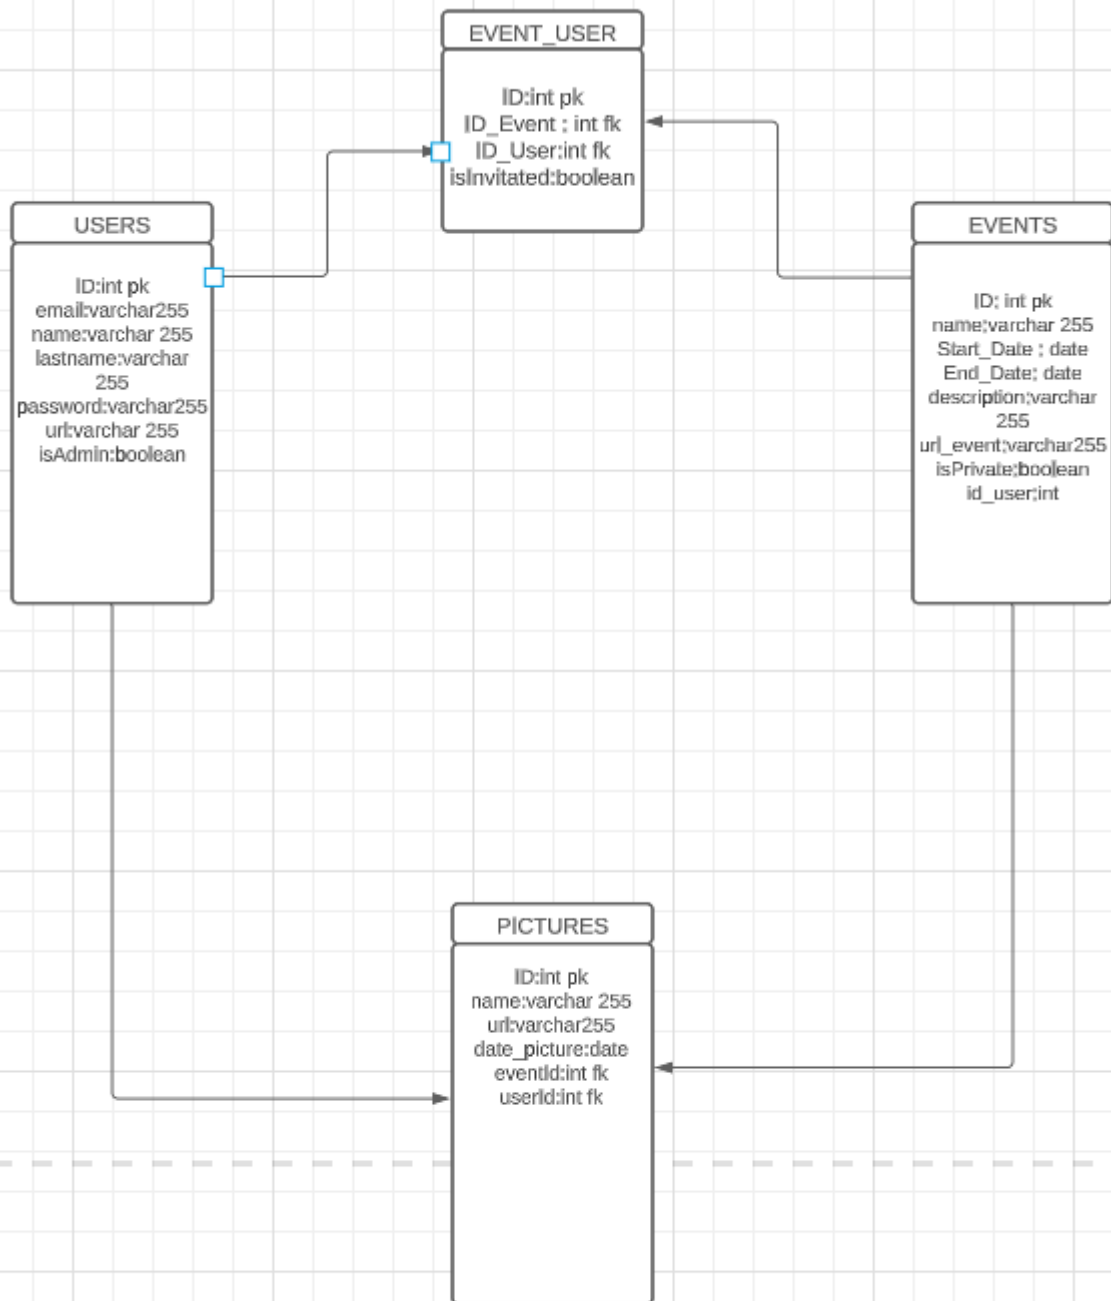 EVENT_USER
ID:int pk
ID_Event ; int fk
ID_User:int fk
isInvitated:boolean
USERS
ID:int pk
email:varchar255
name:varchar 255
lastname:varchar
255
password:varchar255
url:varchar 255
isAdmin:boolean
EVENTS
ID; int pk
name;varchar 255
Start_Date ; date
End_Date; date
description;varchar
255
url_event;varchar255
isPrivate;boolean
id_user;int
PICTURES
ID:int pk
name:varchar 255
url:varchar255
date_picture:date
eventId:int fk
userId:int fk